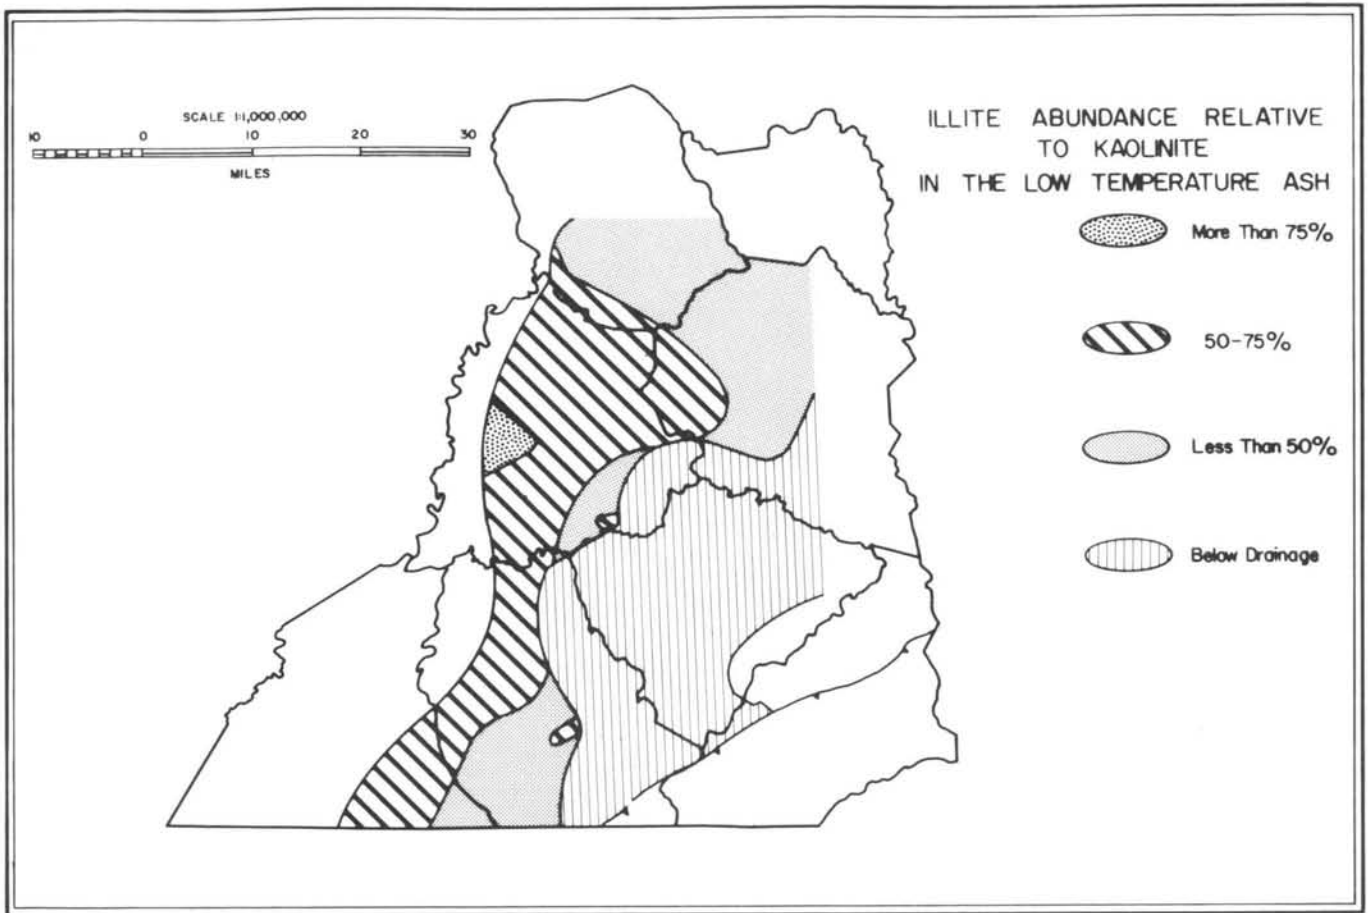 SCALE 1:1,000,000
10 0 10 20 30
MILES
ILLITE ABUNDANCE RELATIVE
TO KAOLINITE
IN THE LOW TEMPERATURE ASH
More Than 75%
50-75%
Less Than 50%
Below Drainage